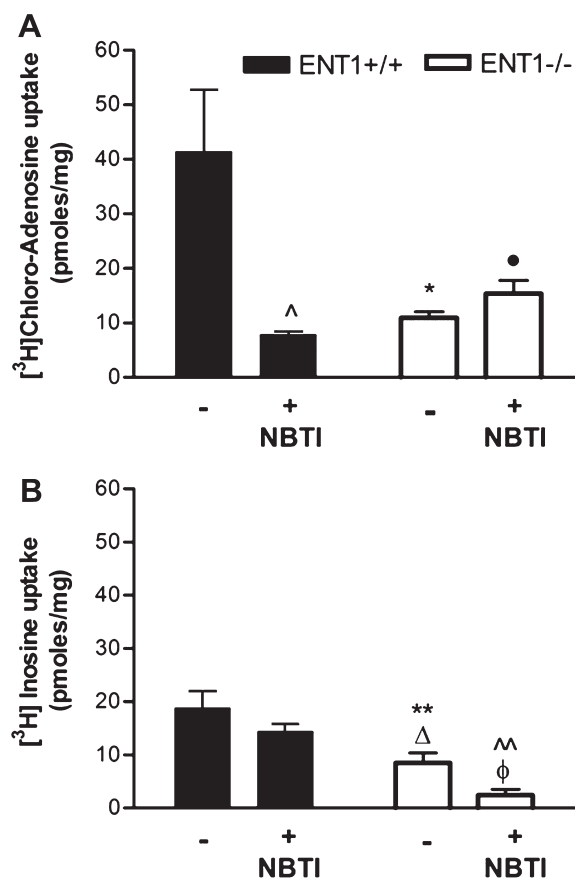 A
60
50
40
30
20
10
0
[³H]Chloro-Adenosine uptake
(pmoles/mg)
ENT1+/+ ENT1-/-
^ * ●
- + - +
NBTI NBTI
B
60
50
40
30
20
10
0
[³H] Inosine uptake
(pmoles/mg)
** ^^
Δ ϕ
- + - +
NBTI NBTI